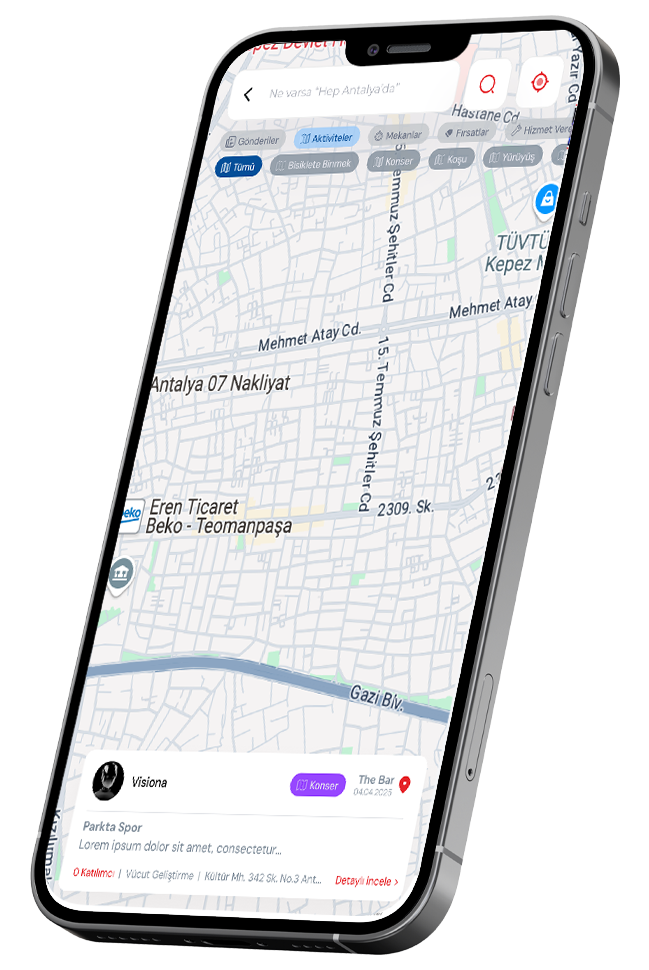 Ne varsa "Hep Antalya'da"
Hastane Cd.
Yazır Cd
Gönderiler
Aktiviteler
Mekanlar
Fırsatlar
Hizmet Vere
Tümü
Bisiklete Binmek
Konser
Koşu
Yürüyüş
15. Temmuz Şehitler Cd
TÜVTÜ
Kepez
Mehmet Atay
Mehmet Atay Cd.
15. Temmuz Şehitler Cd
Antalya 07 Nakliyat
Eren Ticaret
Beko - Teomanpaşa
beko
2309. Sk.
Gazi Blv.
Visiona
Konser
The Bar
04.04.2025
Parkta Spor
Lorem ipsum dolor sit amet, consectetur...
0 Katılımcı | Vücut Geliştirme | Kültür Mh. 342 Sk. No.3 Ant...
Detaylı İncele >